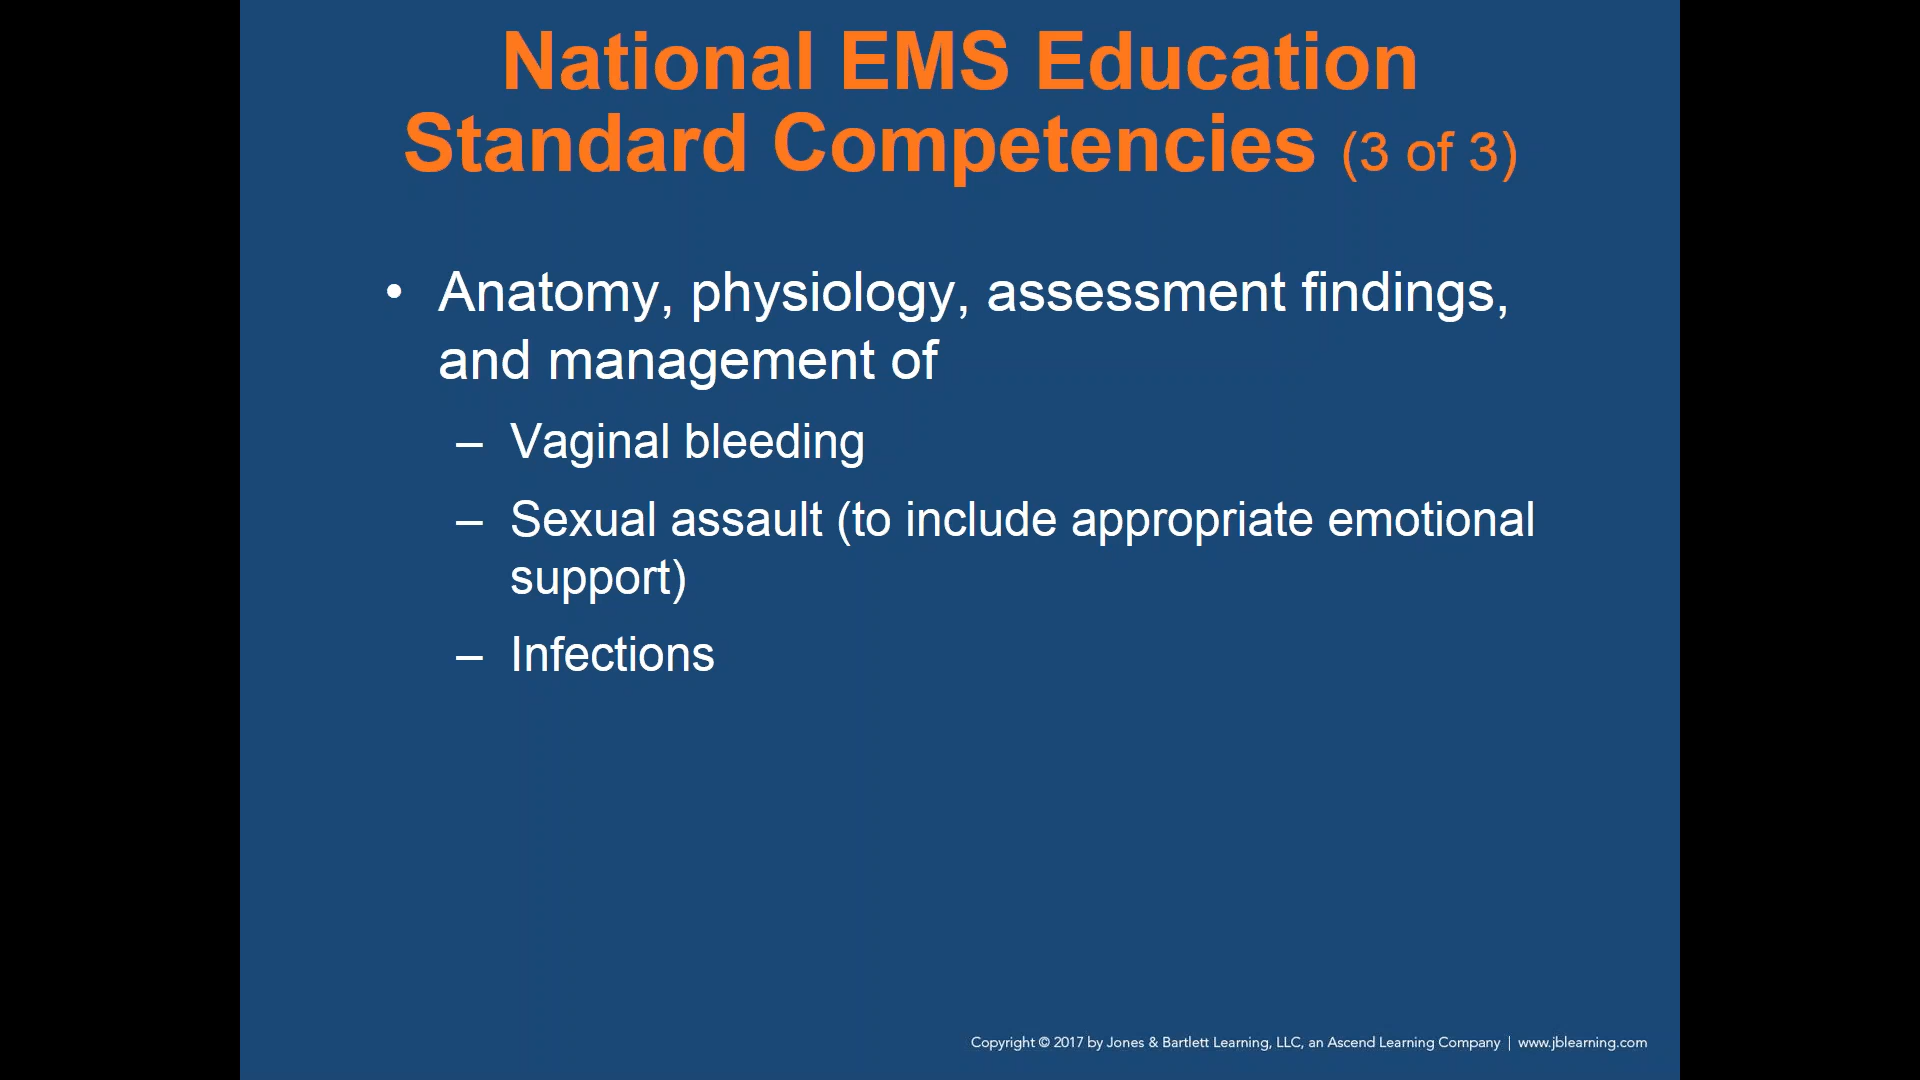 National EMS Education
Standard Competencies (3 of 3)
• Anatomy, physiology, assessment findings,
and management of
– Vaginal bleeding
– Sexual assault (to include appropriate emotional
support)
– Infections
Copyright © 2017 by Jones & Bartlett Learning, LLC, an Ascend Learning Company | www.jblearning.com